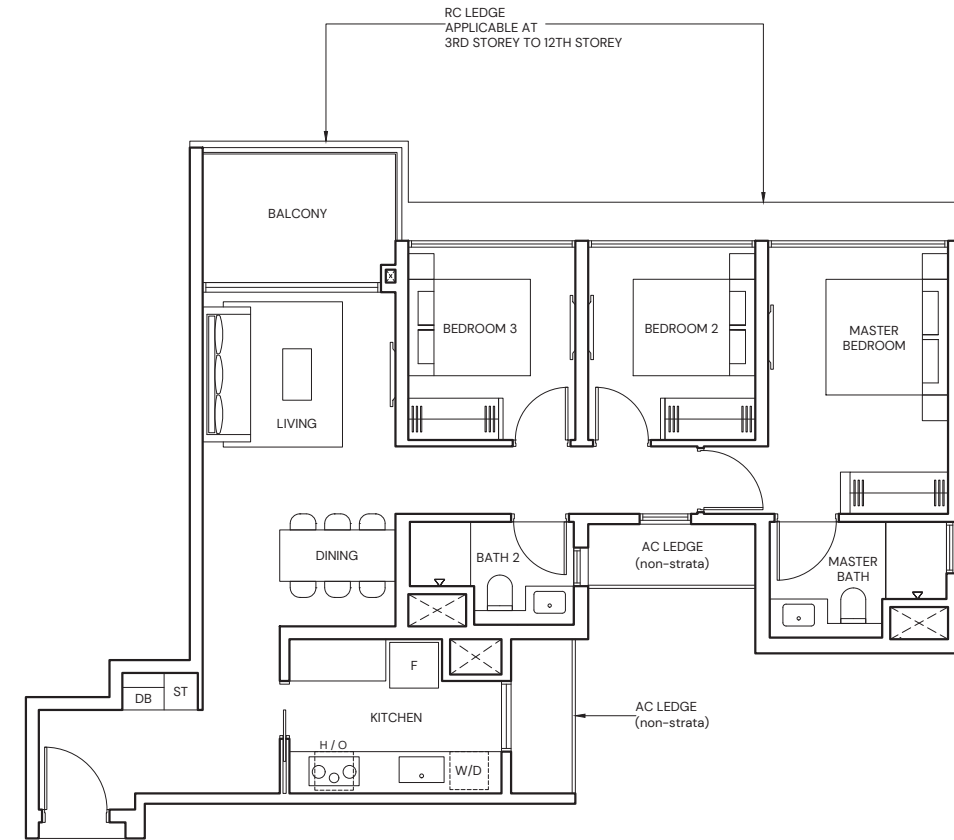 RC LEDGE
APPLICABLE AT
3RD STOREY TO 12TH STOREY
BALCONY
BEDROOM 3
BEDROOM 2
MASTER
BEDROOM
LIVING
DINING
BATH 2
AC LEDGE
(non-strata)
MASTER
BATH
F
DB
ST
KITCHEN
AC LEDGE
(non-strata)
H / O
W/D